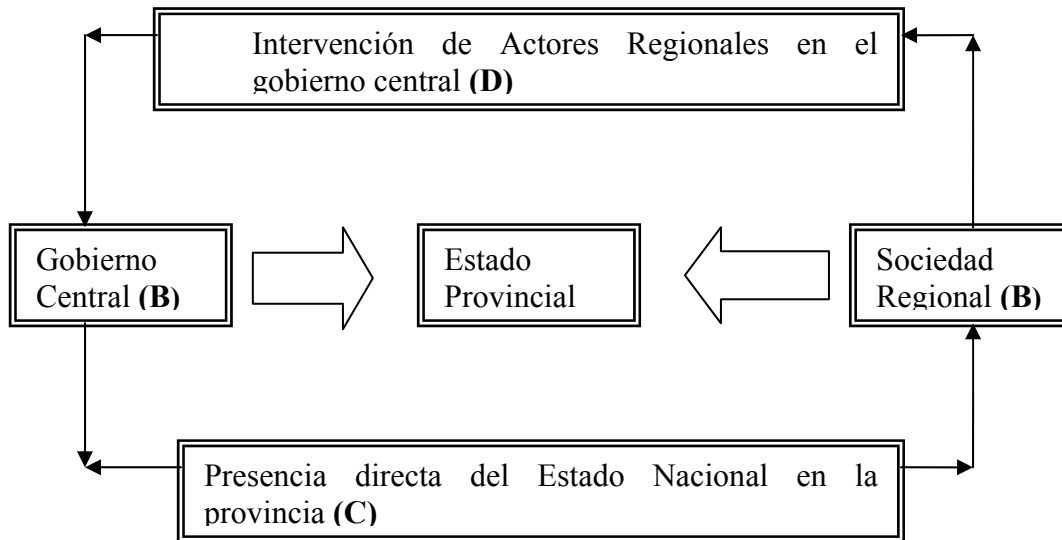 Intervención de Actores Regionales en el
gobierno central (D)
Gobierno
Central (B)
Estado
Provincial
Sociedad
Regional (B)
Presencia directa del Estado Nacional en la
provincia (C)